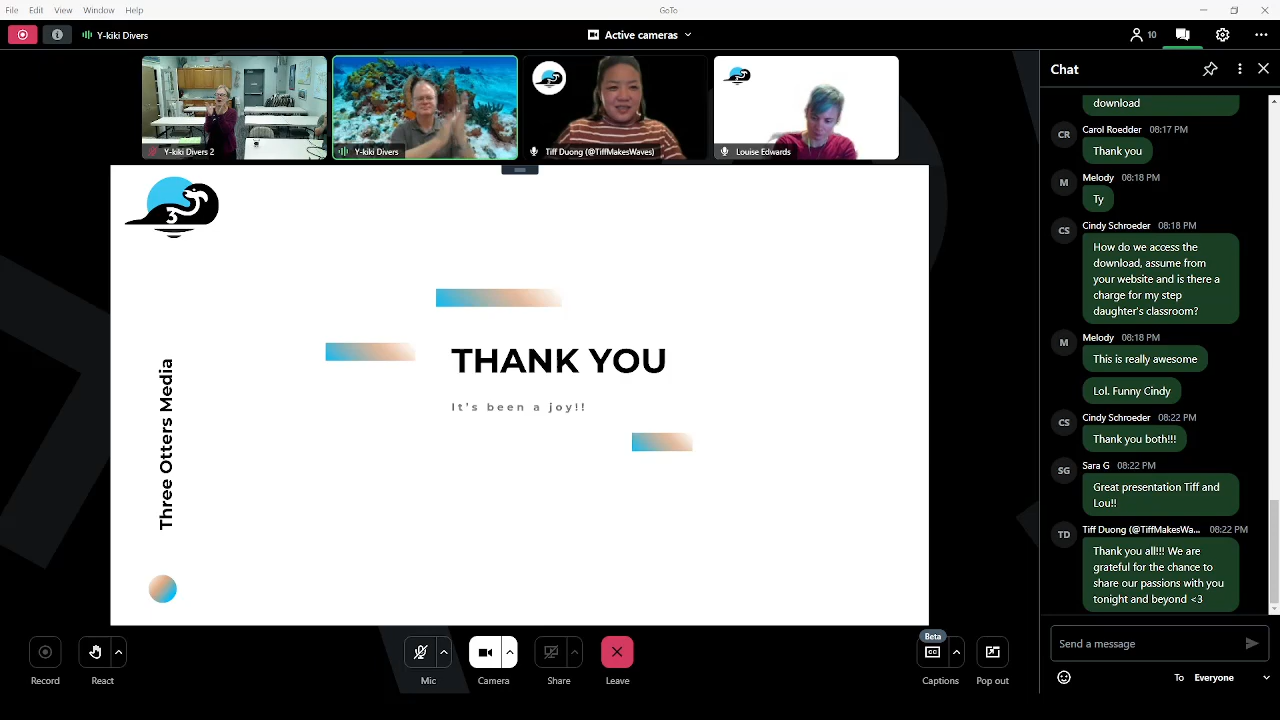 File Edit View Window Help
GoTo
Y-kiki Divers
Active cameras
10
Y-kiki Divers 2
Y-kiki Divers
Tiff Duong (@TiffMakesWaves)
Louise Edwards
3
Three Otters Media
THANK YOU
It's been a joy!!
Chat
download
CR
Carol Roedder 08:17 PM
Thank you
M
Melody 08:18 PM
Ty
CS
Cindy Schroeder 08:18 PM
How do we access the
download, assume from
your website and is there a
charge for my step
daughter's classroom?
M
Melody 08:18 PM
This is really awesome
Lol. Funny Cindy
CS
Cindy Schroeder 08:22 PM
Thank you both!!!
SG
Sara G 08:22 PM
Great presentation Tiff and
Lou!!
TD
Tiff Duong (@TiffMakesWa... 08:22 PM
Thank you all!!! We are
grateful for the chance to
share our passions with you
tonight and beyond <3
Send a message
To Everyone
Record
React
Mic
Camera
Share
Leave
Beta
CC
Captions
Pop out